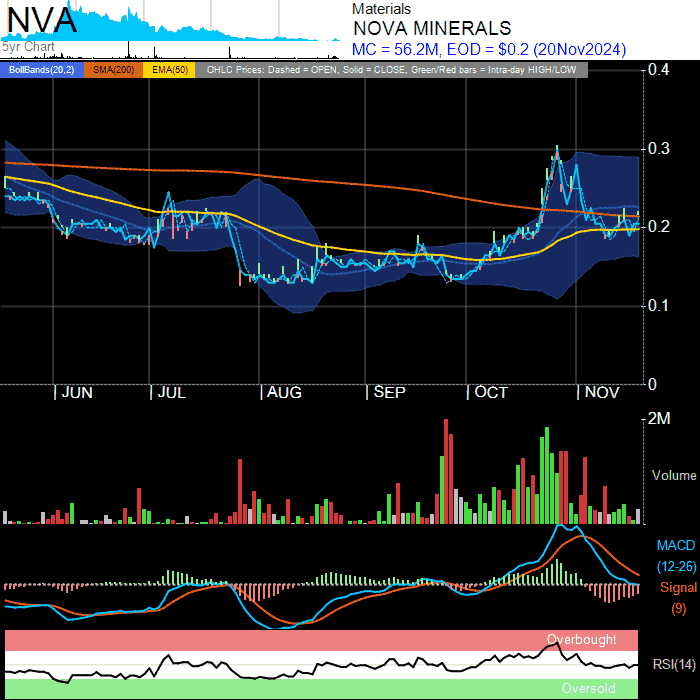 NVA
5yr Chart
Materials
NOVA MINERALS
MC = 56.2M, EOD = $0.2 (20Nov2024)
BollBands(20,2) SMA(200) EMA(50) OHLC Prices: Dashed = OPEN, Solid = CLOSE, Green/Red bars = Intra-day HIGH/LOW
0.4
0.3
0.2
0.1
0
JUN JUL AUG SEP OCT NOV
2M
Volume
MACD
(12-26)
Signal
(9)
Overbought
RSI(14)
Oversold